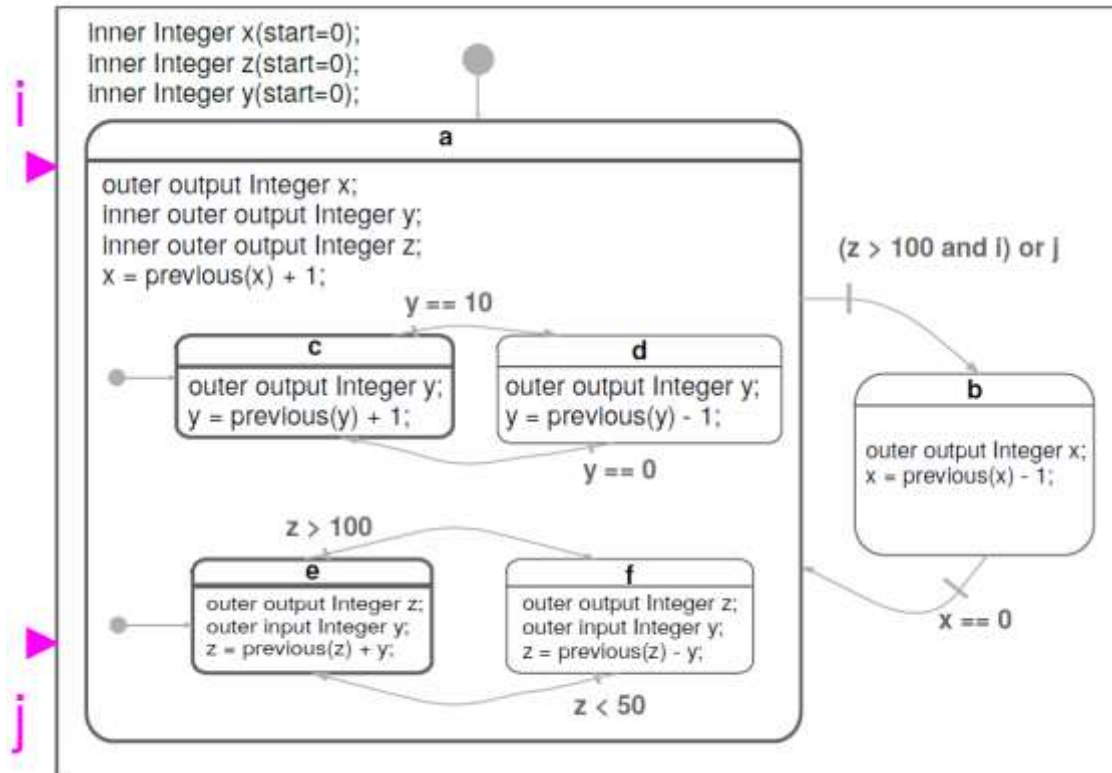 inner Integer x(start=0);
inner Integer z(start=0);
inner Integer y(start=0);
i
a
outer output Integer x;
inner outer output Integer y;
inner outer output Integer z;
x = previous(x) + 1;
(z > 100 and i) or j
y == 10
c
outer output Integer y;
y = previous(y) + 1;
d
outer output Integer y;
y = previous(y) - 1;
y == 0
b
outer output Integer x;
x = previous(x) - 1;
z > 100
e
outer output Integer z;
outer input Integer y;
z = previous(z) + y;
f
outer output Integer z;
outer input Integer y;
z = previous(z) - y;
x == 0
z < 50
j